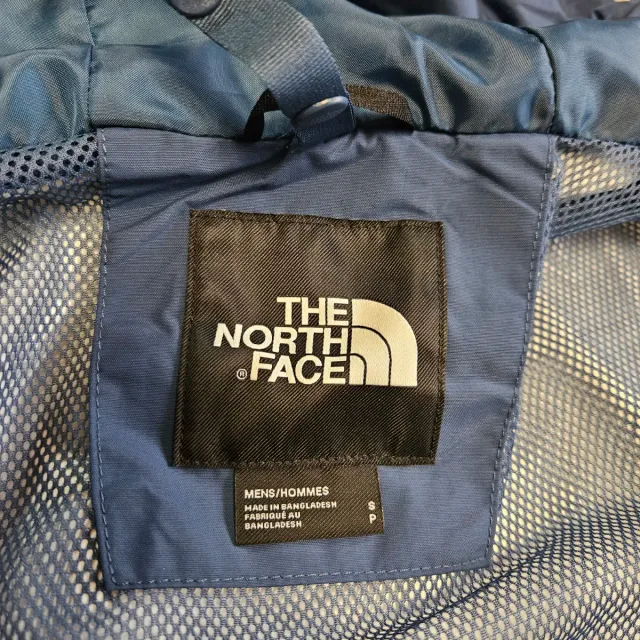 THE
NORTH
® FACE
MENS/HOMMES
MADE IN BANGLADESH S
FABRIQUÉ AU P
BANGLADESH